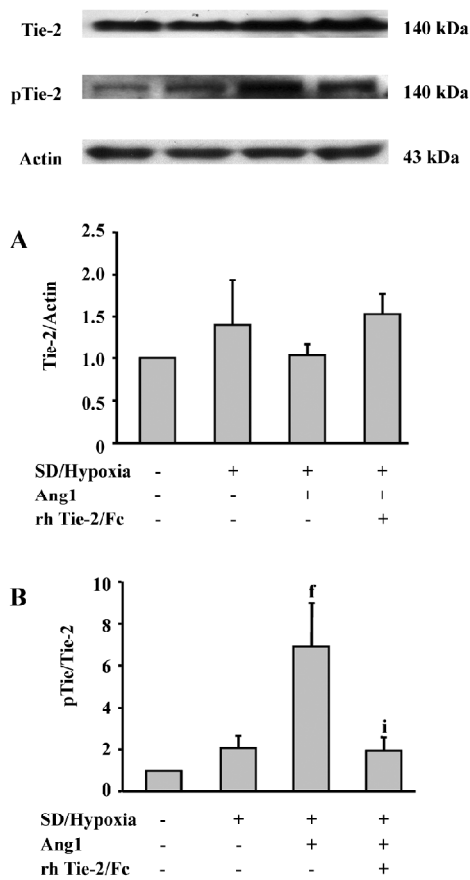 Tie-2 140 kDa
pTie-2 140 kDa
Actin 43 kDa
A
Tie-2/Actin
2.5
2.0
1.5
1.0
0.5
0
SD/Hypoxia - + + +
Ang1 - - ı ı
rh Tie-2/Fc - - - +
B
pTie/Tie-2
10
8
6
4
2
0
f
i
SD/Hypoxia - + + +
Ang1 - - + +
rh Tie-2/Fc - - - +